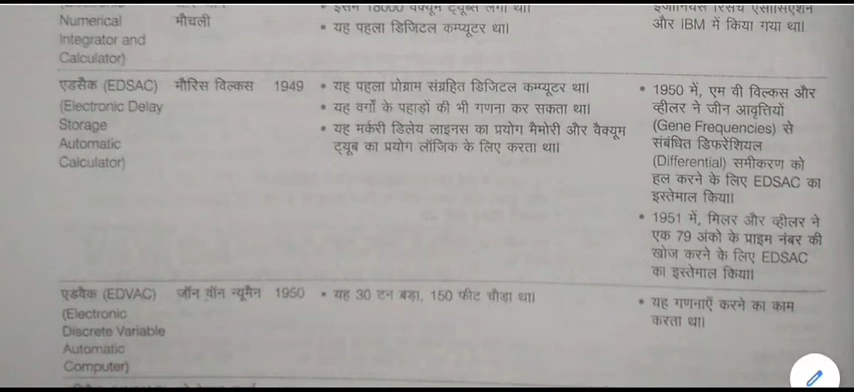 Numerical
Integrator and
Calculator)
मौचली
• यह पहला डिजिटल कम्प्यूटर था।
और IBM में किया गया था।
एडसैक (EDSAC)
(Electronic Delay
Storage
Automatic
Calculator)
मौरिस विल्कस
1949
• यह पहला प्रोग्राम संग्रहित डिजिटल कम्प्यूटर था।
• यह वर्गों के पहाड़ों की भी गणना कर सकता था।
• यह मर्करी डिलेय लाइनस का प्रयोग मैमोरी और वैक्यूम
ट्यूब का प्रयोग लॉजिक के लिए करता था।
• 1950 में, एम वी विल्कस और
व्हीलर ने जीन आवृत्तियों
(Gene Frequencies) से
संबंधित डिफरेंशियल
(Differential) समीकरण को
हल करने के लिए EDSAC का
इस्तेमाल किया।
• 1951 में, मिलर और व्हीलर ने
एक 79 अंको के प्राइम नंबर की
खोज करने के लिए EDSAC
का इस्तेमाल किया।
एडवैक (EDVAC)
(Electronic
Discrete Variable
Automatic
Computer)
जॉन वॉन न्यूमैन
1950
• यह 30 टन बड़ा, 150 फीट चौड़ा था।
• यह गणनाएँ करने का काम
करता था।